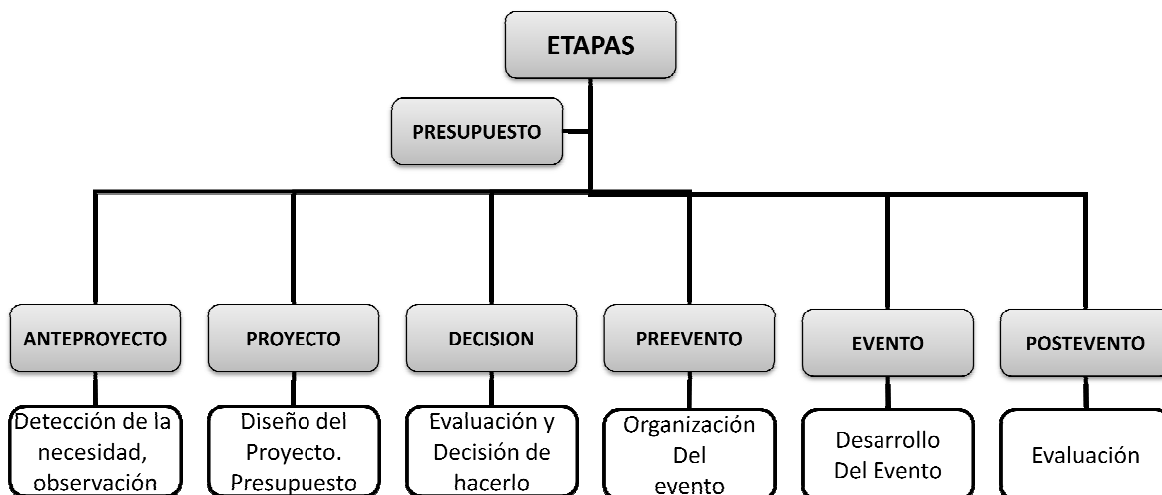 ETAPAS
PRESUPUESTO
ANTEPROYECTO
PROYECTO
DECISION
PREEVENTO
EVENTO
POSTEVENTO
Detección de la
necesidad,
observación
Diseño del
Proyecto.
Presupuesto
Evaluación y
Decisión de
hacerlo
Organización
Del
evento
Desarrollo
Del Evento
Evaluación